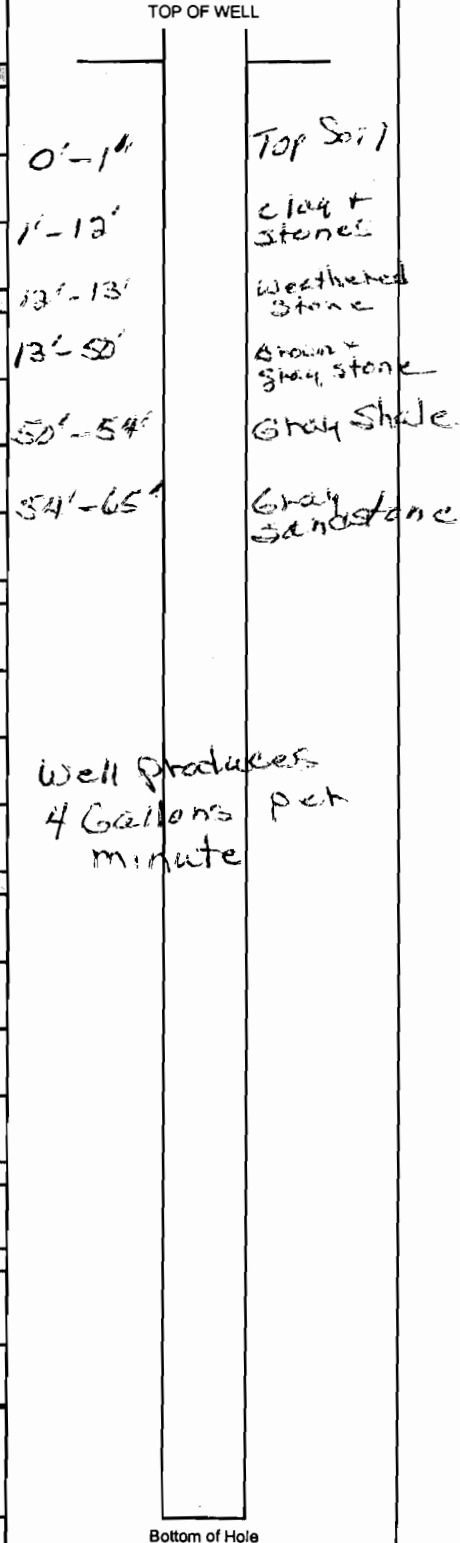 TOP OF WELL
0'-1" Top Soil
1'-12' clay +
stones
12'-13' Weathered
Stone
13'-50' Brown +
Gray stone
50'-54' Gray Shale
54'-65' Gray
sandstone
Well produces
4 Gallons per
minute
Bottom of Hole